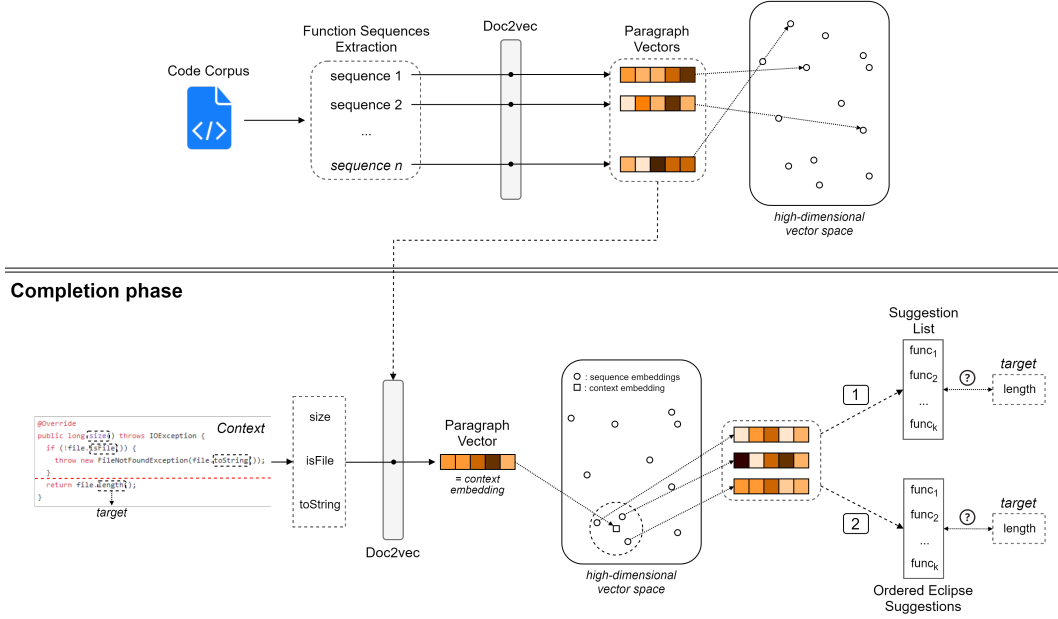 Function Sequences
Extraction
Doc2vec
Paragraph
Vectors
Code Corpus
sequence 1
sequence 2
...
sequence n
high-dimensional
vector space
Completion phase
@Override
public long size() throws IOException {
if (!file.isFile()) {
throw new FileNotFoundException(file.toString());
}
return file.length();
}
Context
target
size
isFile
toString
Doc2vec
Paragraph
Vector
= context
embedding
: sequence embeddings
: context embedding
high-dimensional
vector space
1
2
Suggestion
List
func1
func2
...
funck
?
target
length
func1
func2
...
funck
?
target
length
Ordered Eclipse
Suggestions